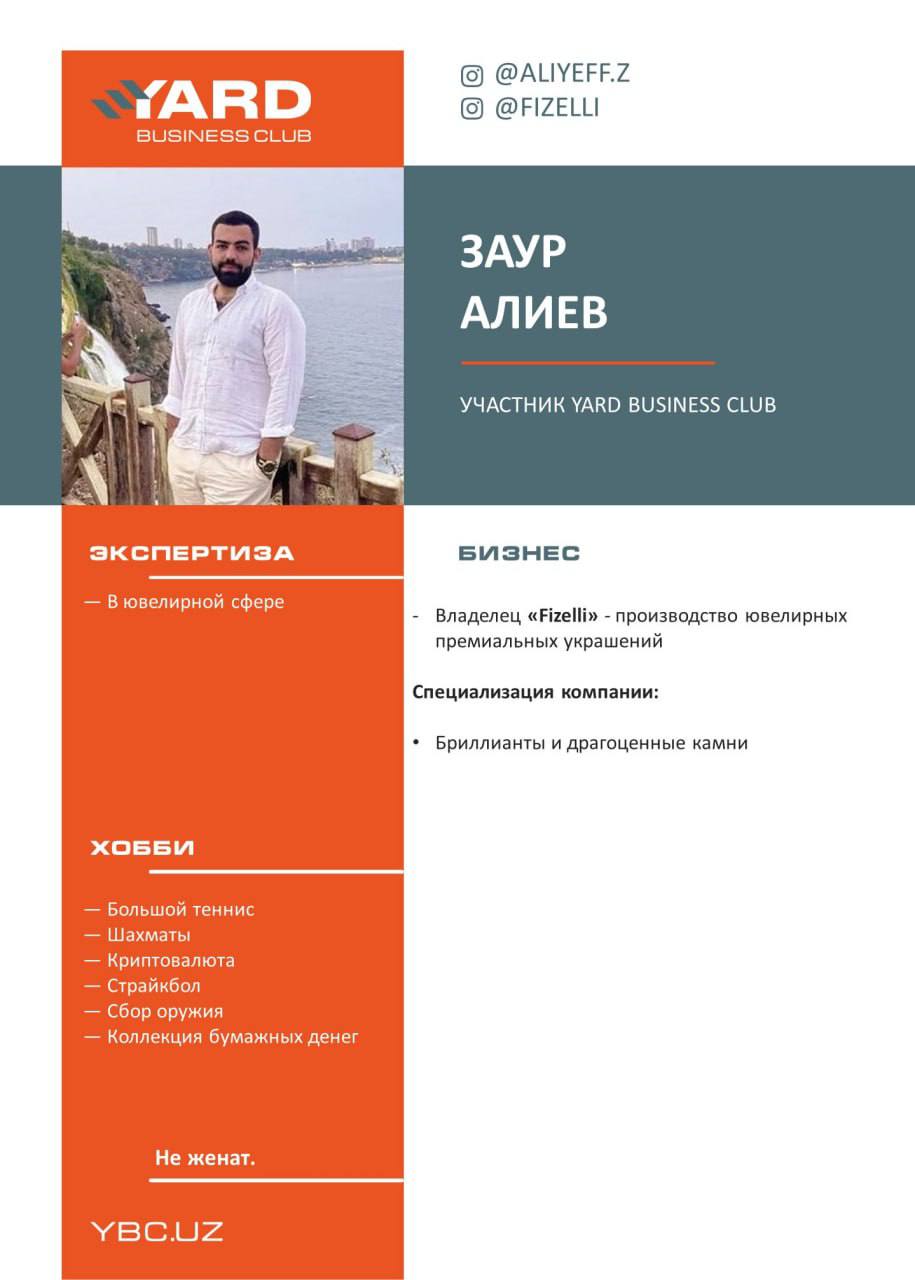 YARD
BUSINESS CLUB
@ALIYEFF.Z
@FIZELLI
ЗАУР
АЛИЕВ
УЧАСТНИК YARD BUSINESS CLUB
ЭКСПЕРТИЗА
— В ювелирной сфере
ХОББИ
— Большой теннис
— Шахматы
— Криптовалюта
— Страйкбол
— Сбор оружия
— Коллекция бумажных денег
Не женат.
YBC.UZ
БИЗНЕС
- Владелец «Fizelli» - производство ювелирных
премиальных украшений
Специализация компании:
• Бриллианты и драгоценные камни